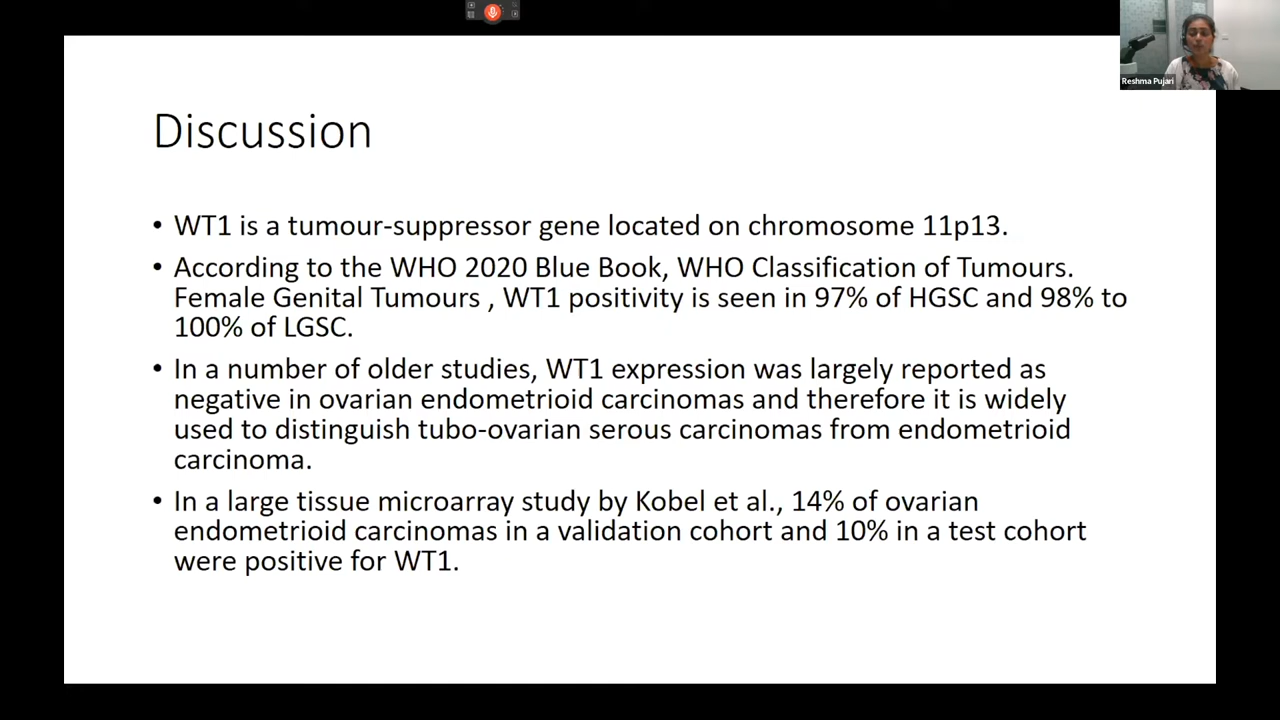 Reshma Pujari
Discussion
• WT1 is a tumour-suppressor gene located on chromosome 11p13.
• According to the WHO 2020 Blue Book, WHO Classification of Tumours.
Female Genital Tumours , WT1 positivity is seen in 97% of HGSC and 98% to
100% of LGSC.
• In a number of older studies, WT1 expression was largely reported as
negative in ovarian endometrioid carcinomas and therefore it is widely
used to distinguish tubo-ovarian serous carcinomas from endometrioid
carcinoma.
• In a large tissue microarray study by Kobel et al., 14% of ovarian
endometrioid carcinomas in a validation cohort and 10% in a test cohort
were positive for WT1.